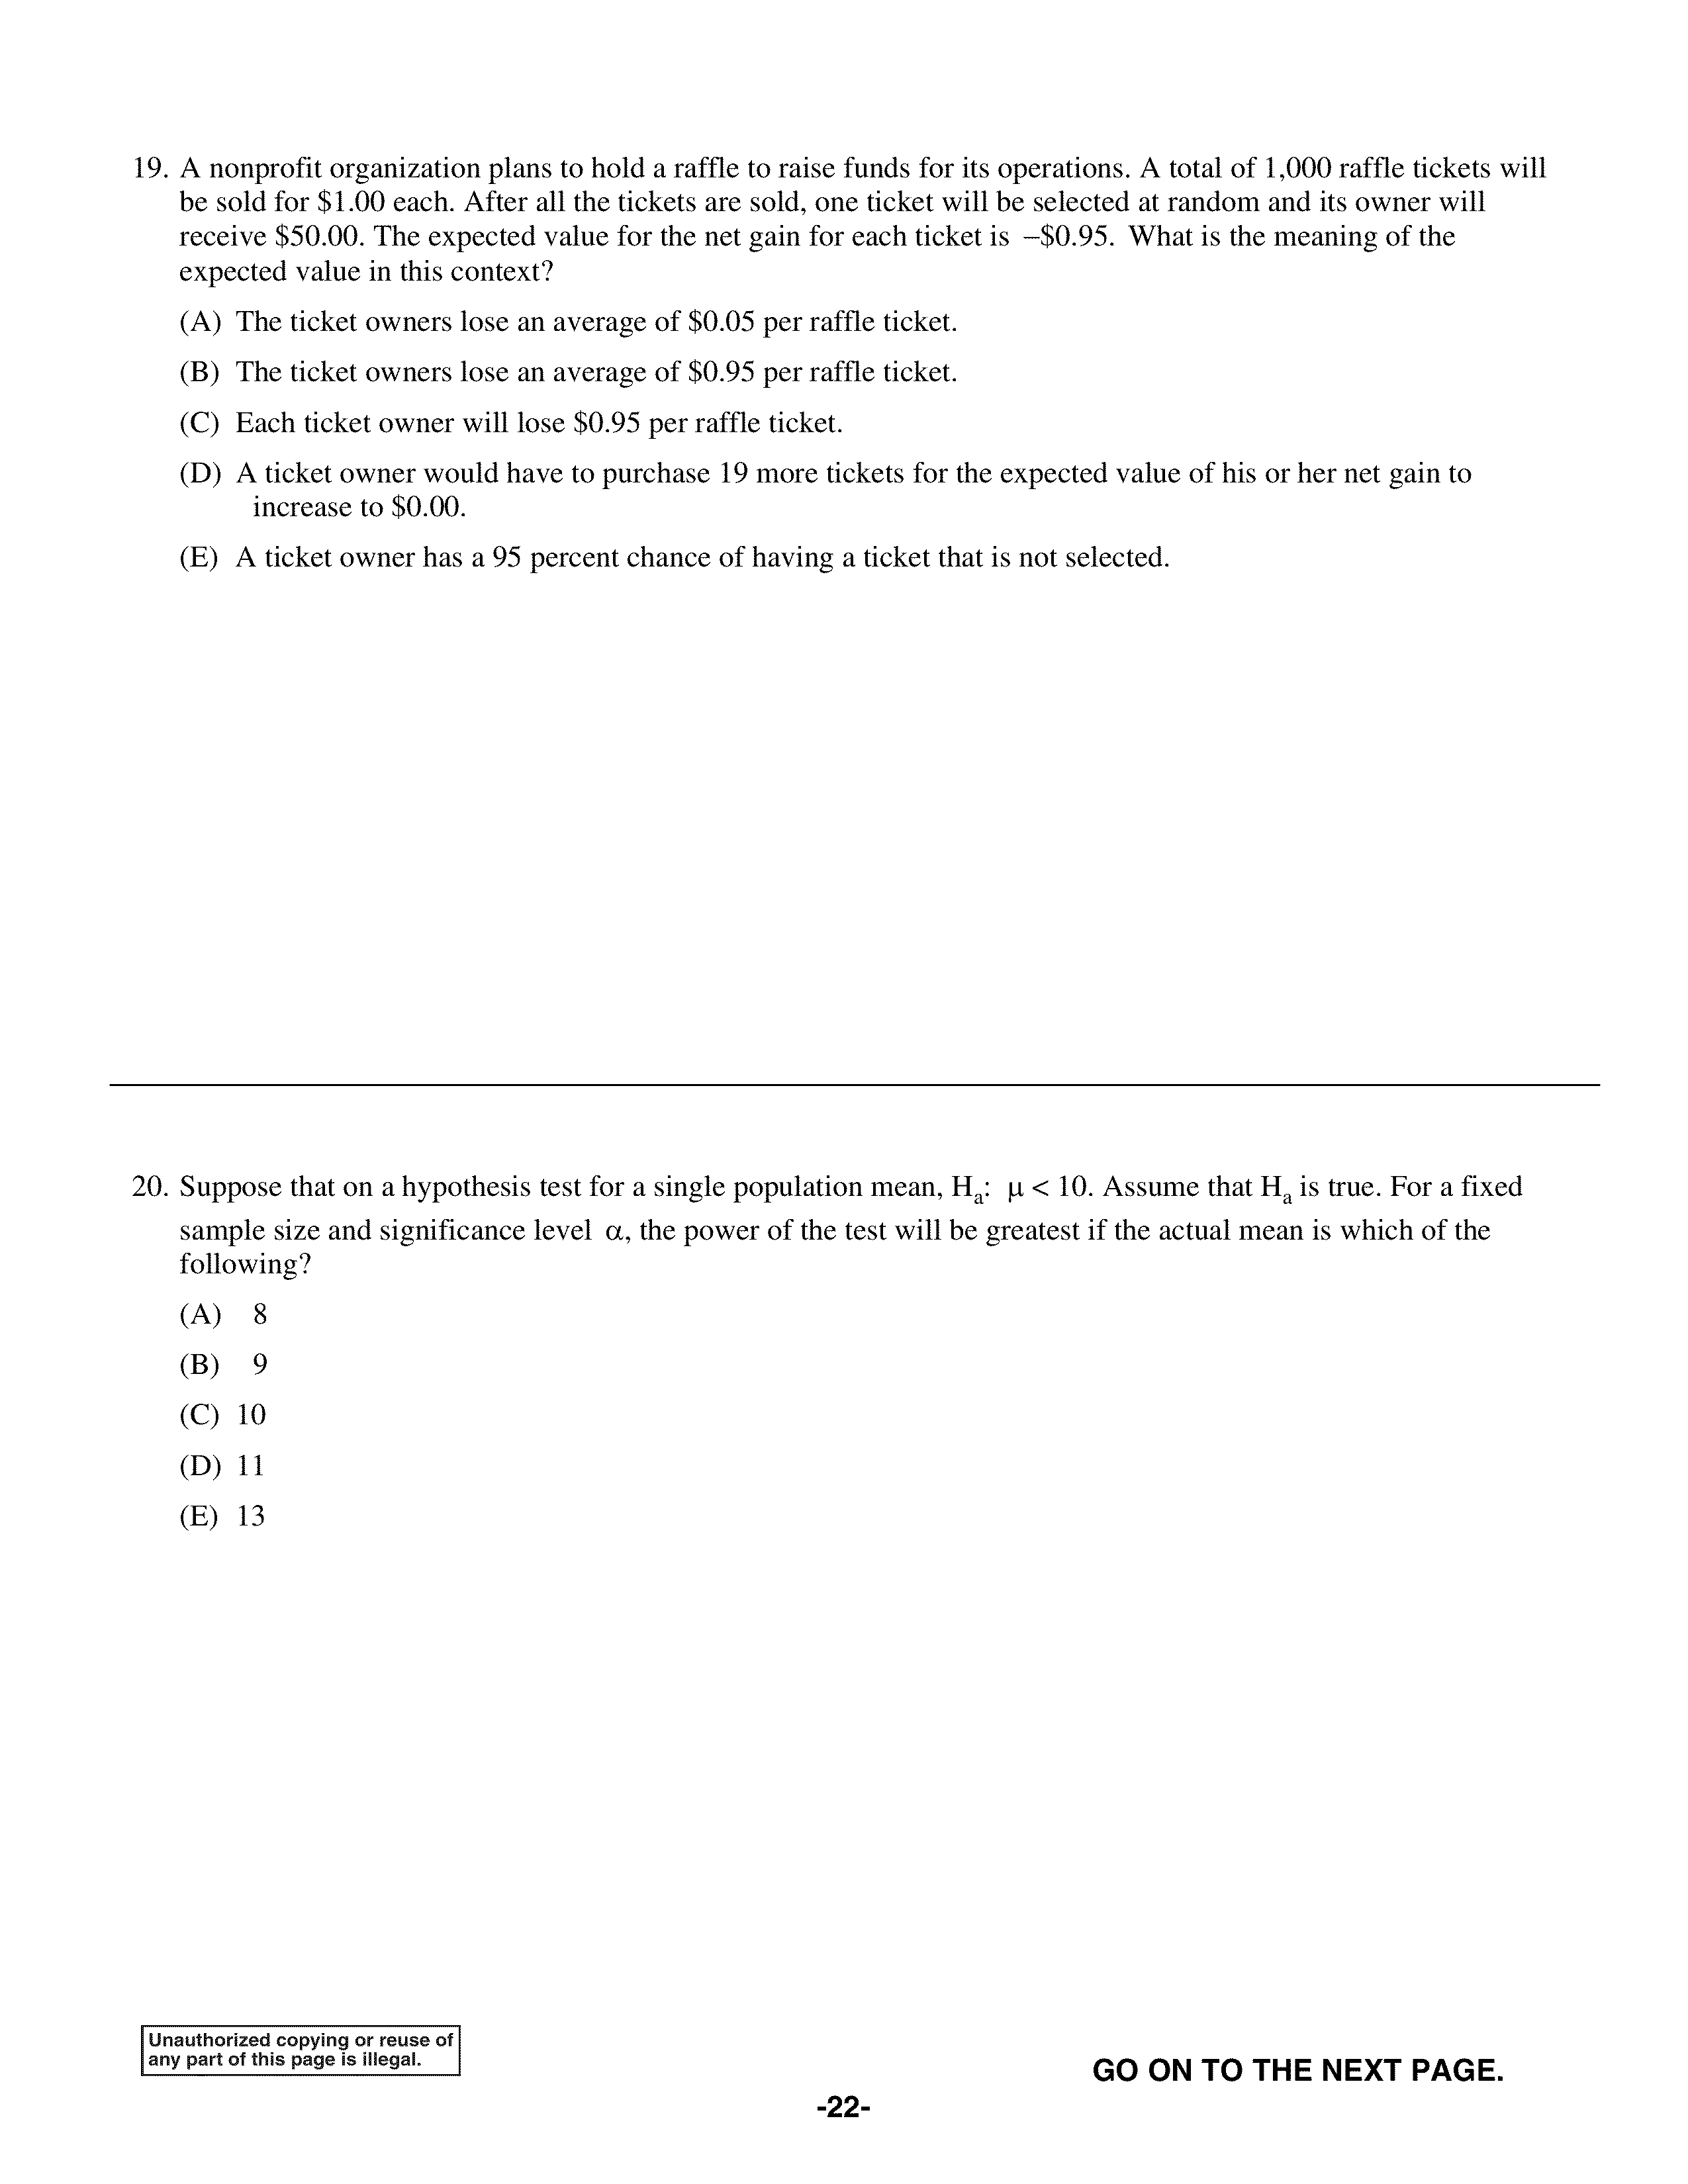 19. A nonprofit organization plans to hold a raffle to raise funds for its operations. A total of 1,000 raffle tickets will
be sold for $1.00 each. After all the tickets are sold, one ticket will be selected at random and its owner will
receive $50.00. The expected value for the net gain for each ticket is –$0.95. What is the meaning of the
expected value in this context?
(A) The ticket owners lose an average of $0.05 per raffle ticket.
(B) The ticket owners lose an average of $0.95 per raffle ticket.
(C) Each ticket owner will lose $0.95 per raffle ticket.
(D) A ticket owner would have to purchase 19 more tickets for the expected value of his or her net gain to
increase to $0.00.
(E) A ticket owner has a 95 percent chance of having a ticket that is not selected.
20. Suppose that on a hypothesis test for a single population mean, Hₐ: μ < 10. Assume that Hₐ is true. For a fixed
sample size and significance level α, the power of the test will be greatest if the actual mean is which of the
following?
(A) 8
(B) 9
(C) 10
(D) 11
(E) 13
Unauthorized copying or reuse of
any part of this page is illegal.
GO ON TO THE NEXT PAGE.
-22-